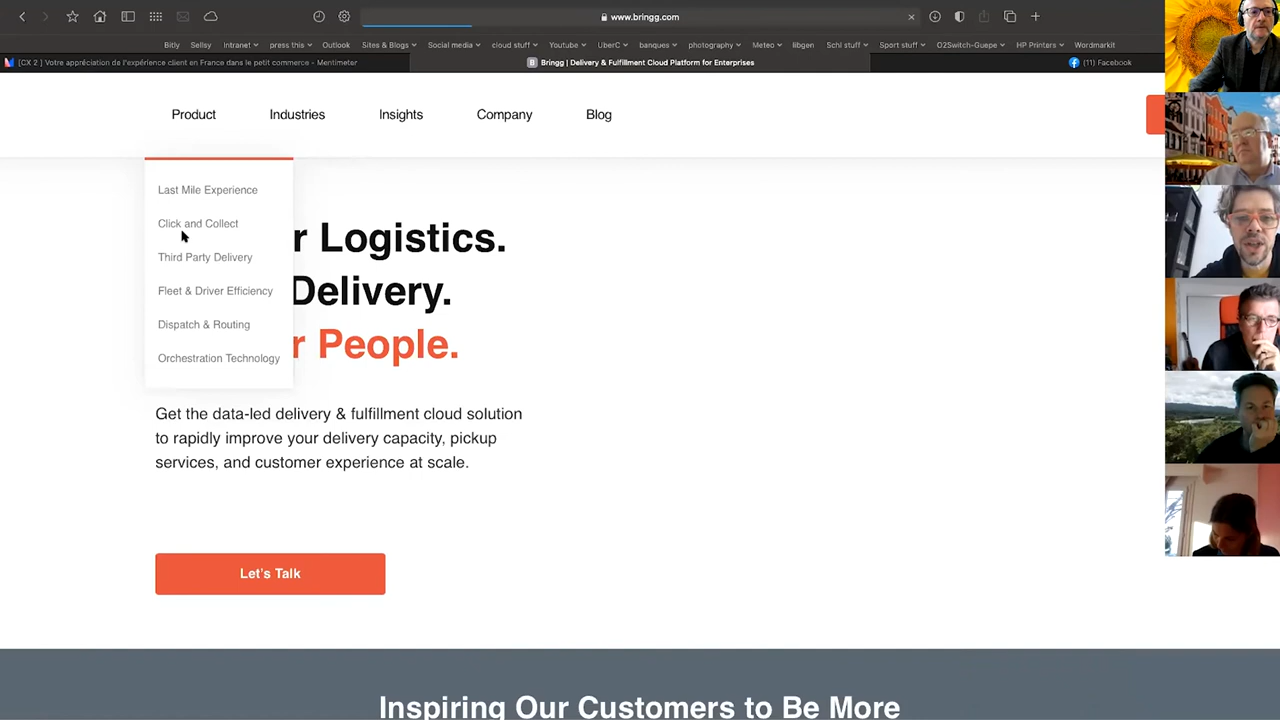 www.bringg.com
Bitly Sellsy Intranet press this Outlook Sites & Blogs Social media cloud stuff Youtube UberC banques photography Meteo libgen Schl stuff Sport stuff O2Switch-Guepe HP Printers Wordmarkit
[CX 2 ] Votre appréciation de l'expérience client en France dans le petit commerce - Mentimeter
B Bringg | Delivery & Fulfillment Cloud Platform for Enterprises
(11) Facebook
Product Industries Insights Company Blog
Last Mile Experience
Click and Collect
Third Party Delivery
Fleet & Driver Efficiency
Dispatch & Routing
Orchestration Technology
r Logistics.
Delivery.
r People.
Get the data-led delivery & fulfillment cloud solution
to rapidly improve your delivery capacity, pickup
services, and customer experience at scale.
Let's Talk
Inspiring Our Customers to Be More